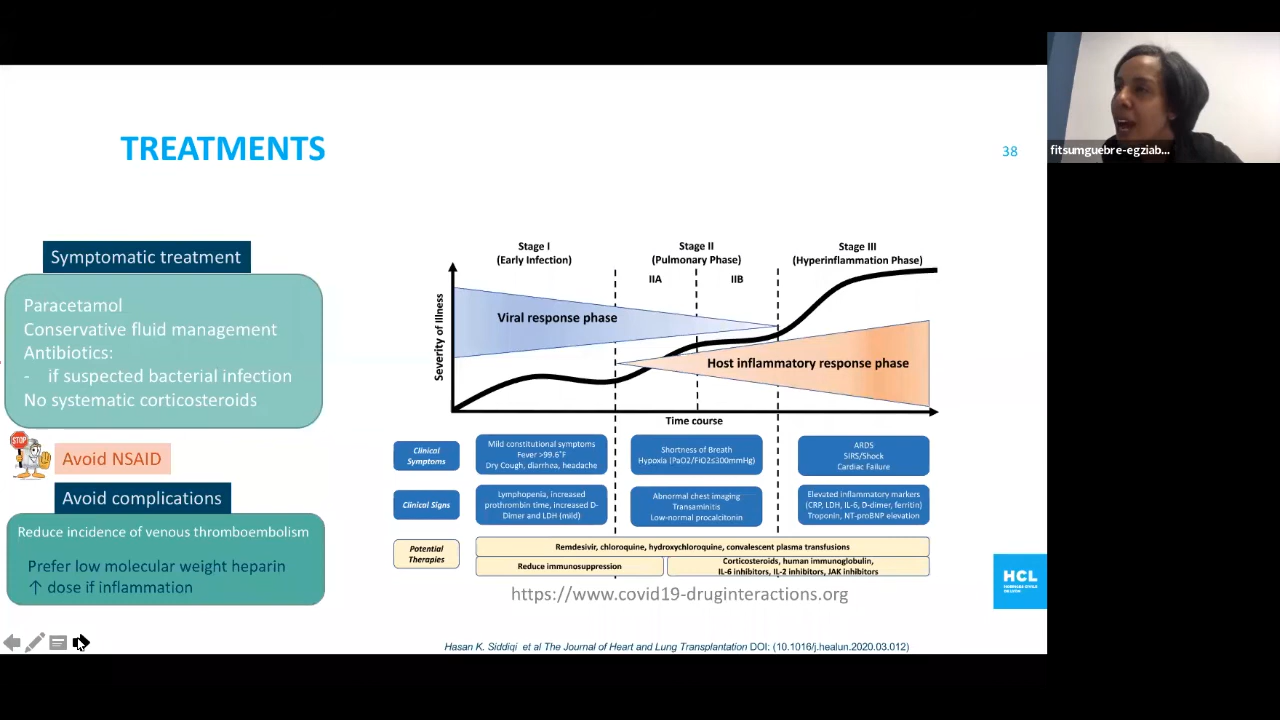 TREATMENTS
38
fitsumguebre-egziab...
Symptomatic treatment
Paracetamol
Conservative fluid management
Antibiotics:
- if suspected bacterial infection
No systematic corticosteroids
STOP
Avoid NSAID
Avoid complications
Reduce incidence of venous thromboembolism
Prefer low molecular weight heparin
↑ dose if inflammation
Stage I
(Early Infection)
Stage II
(Pulmonary Phase)
Stage III
(Hyperinflammation Phase)
IIA
IIB
Severity of Illness
Viral response phase
Host inflammatory response phase
Time course
Clinical
Symptoms
Mild constitutional symptoms
Fever >99.6°F
Dry Cough, diarrhea, headache
Shortness of Breath
Hypoxia (PaO2/FiO2≤300mmHg)
ARDS
SIRS/Shock
Cardiac Failure
Clinical Signs
Lymphopenia, increased
prothrombin time, increased D-
Dimer and LDH (mild)
Abnormal chest imaging
Transaminitis
Low-normal procalcitonin
Elevated inflammatory markers
(CRP, LDH, IL-6, D-dimer, ferritin)
Troponin, NT-proBNP elevation
Potential
Therapies
Remdesivir, chloroquine, hydroxychloroquine, convalescent plasma transfusions
Reduce immunosuppression
Corticosteroids, human immunoglobulin,
IL-6 inhibitors, IL-2 inhibitors, JAK inhibitors
https://www.covid19-druginteractions.org
HCL
Hasan K. Siddiqi et al The Journal of Heart and Lung Transplantation DOI: (10.1016/j.healun.2020.03.012)